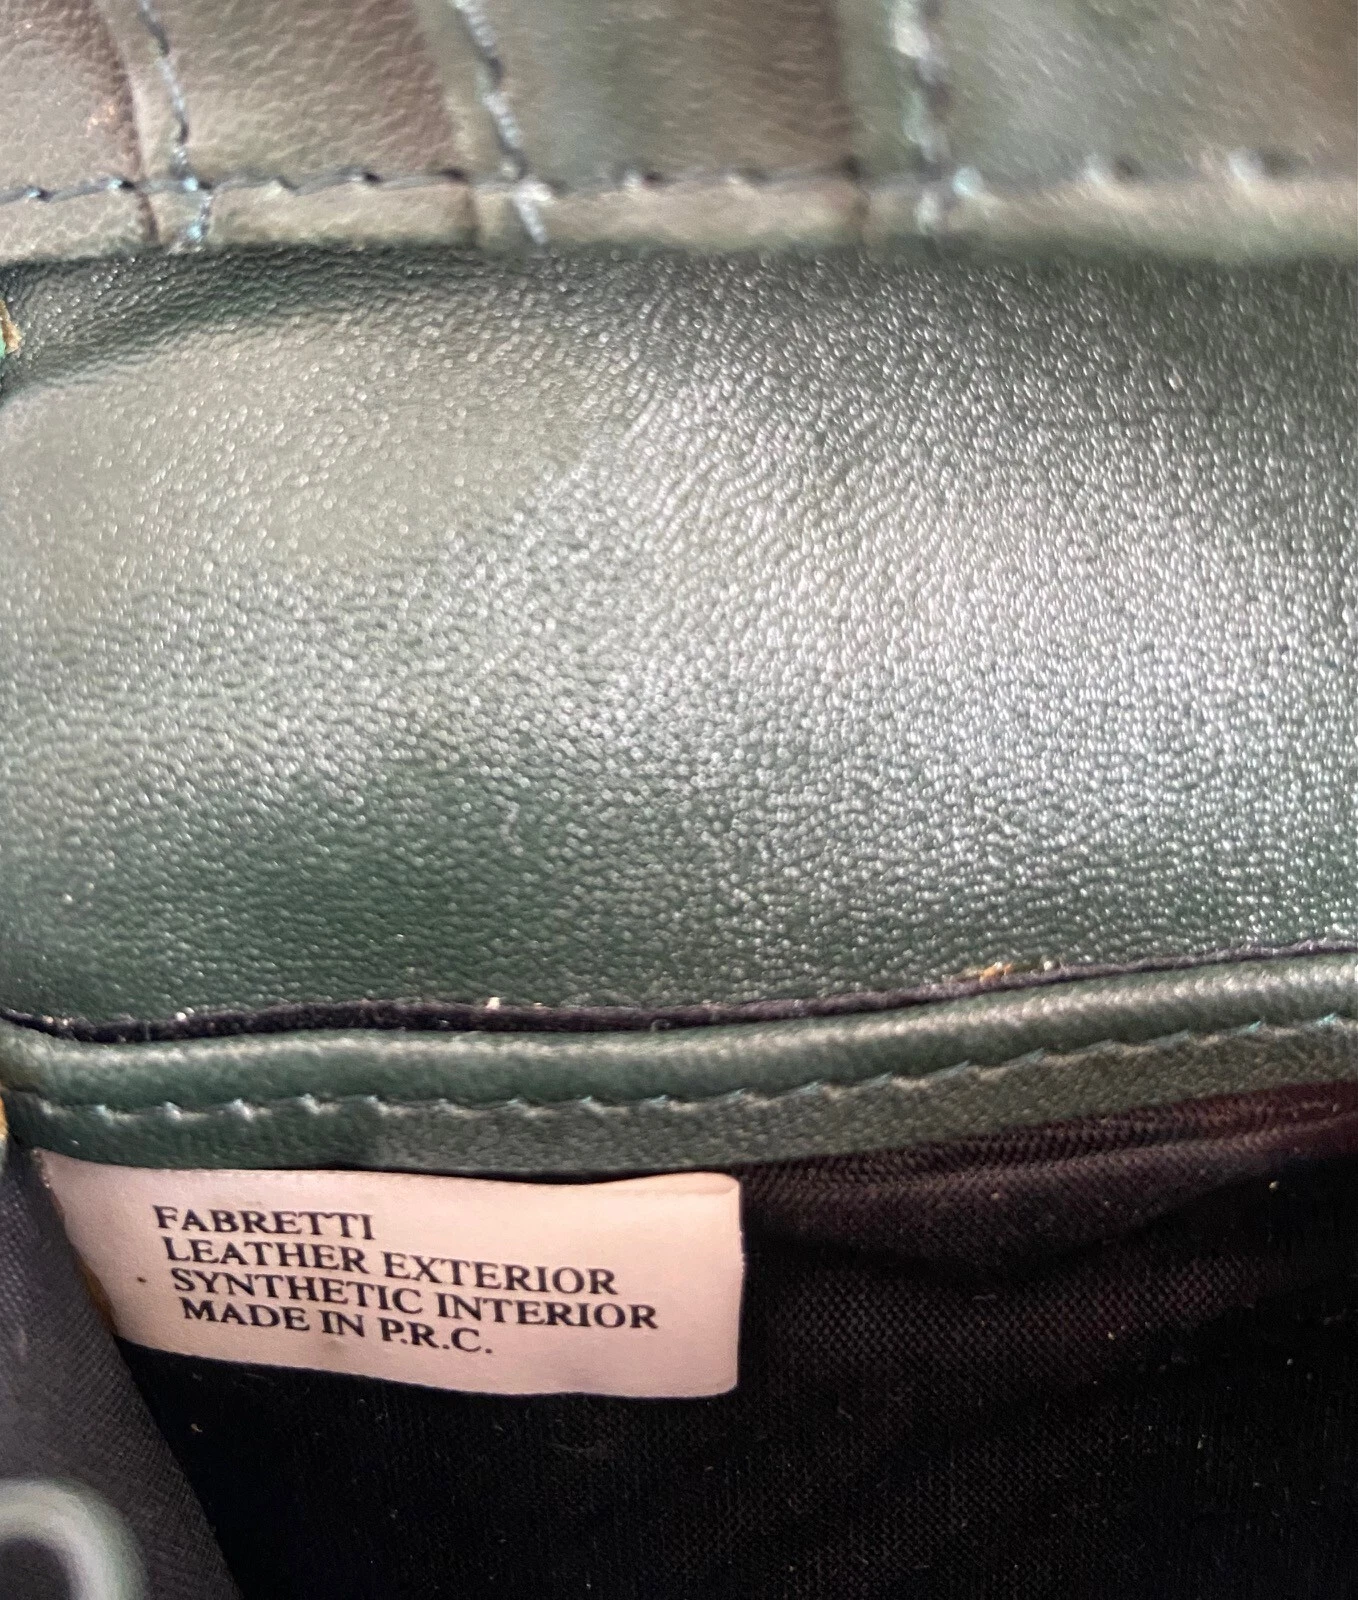 FABRETTI
LEATHER EXTERIOR
SYNTHETIC INTERIOR
MADE IN P.R.C.